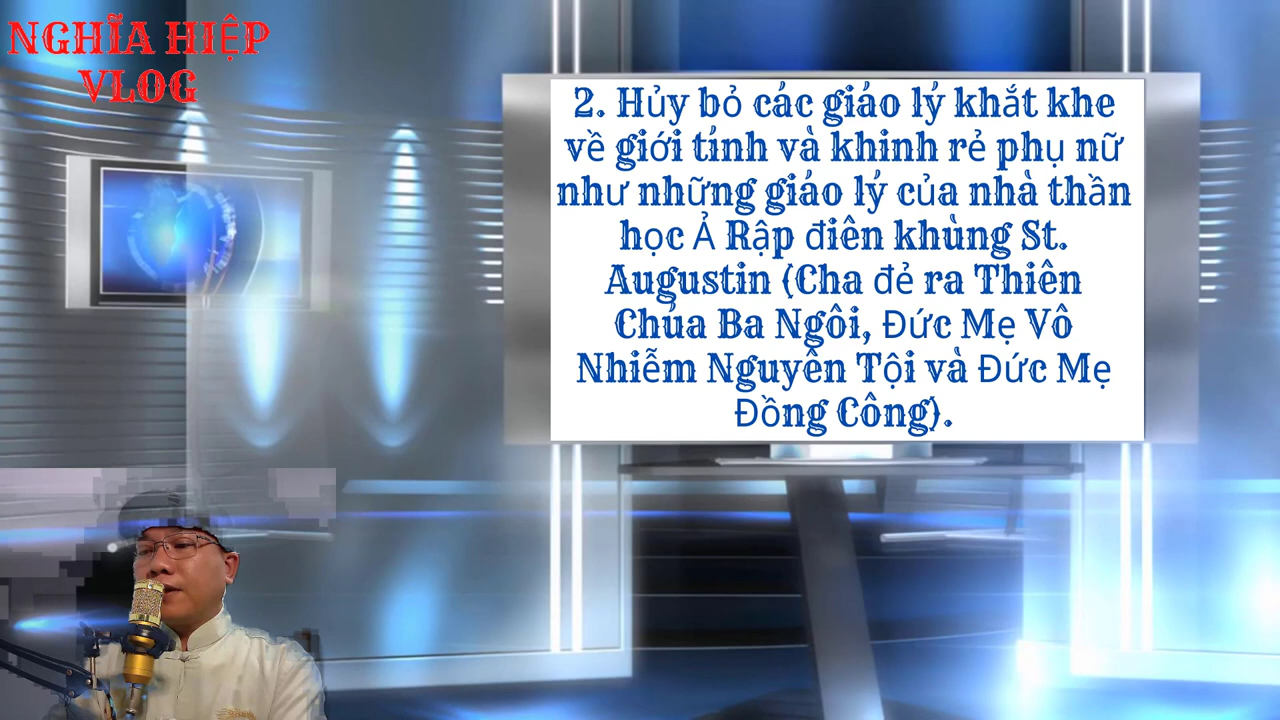 NGHĨA HIỆP
VLOG
2. Hủy bỏ các giáo lý khắt khe
về giới tính và khinh rẻ phụ nữ
như những giáo lý của nhà thần
học Ả Rập điên khùng St.
Augustin (Cha đẻ ra Thiên
Chúa Ba Ngôi, Đức Mẹ Vô
Nhiễm Nguyên Tội và Đức Mẹ
Đồng Công).